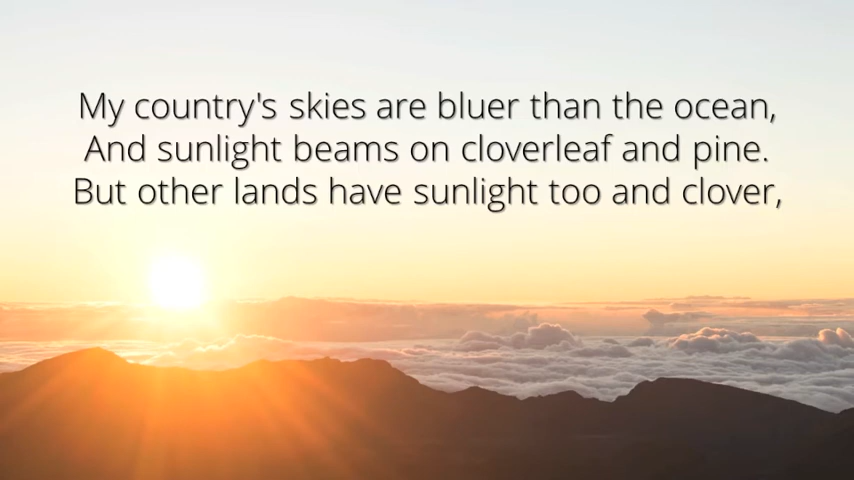 My country's skies are bluer than the ocean,
And sunlight beams on cloverleaf and pine.
But other lands have sunlight too and clover,